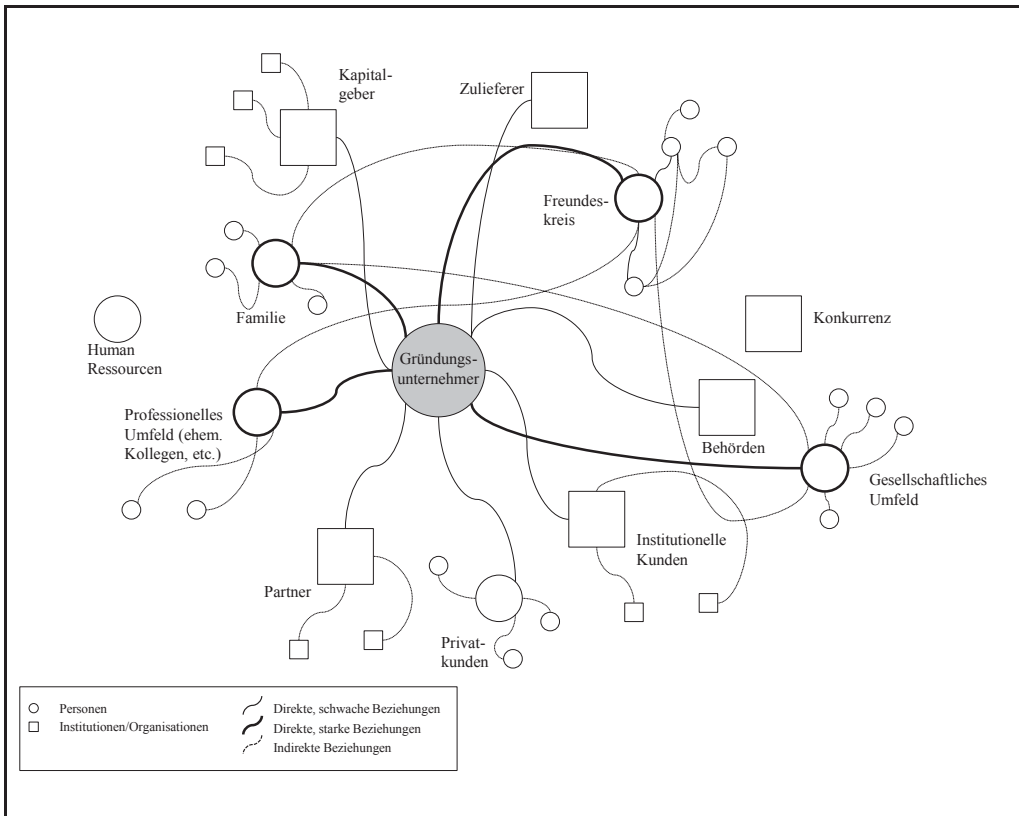 Kapital-
geber
Zulieferer
Freundes-
kreis
Familie
Konkurrenz
Human
Ressourcen
Gründungs-
unternehmer
Professionelles
Umfeld (ehem.
Kollegen, etc.)
Behörden
Gesellschaftliches
Umfeld
Institutionelle
Kunden
Partner
Privat-
kunden
Personen
Institutionen/Organisationen
Direkte, schwache Beziehungen
Direkte, starke Beziehungen
Indirekte Beziehungen